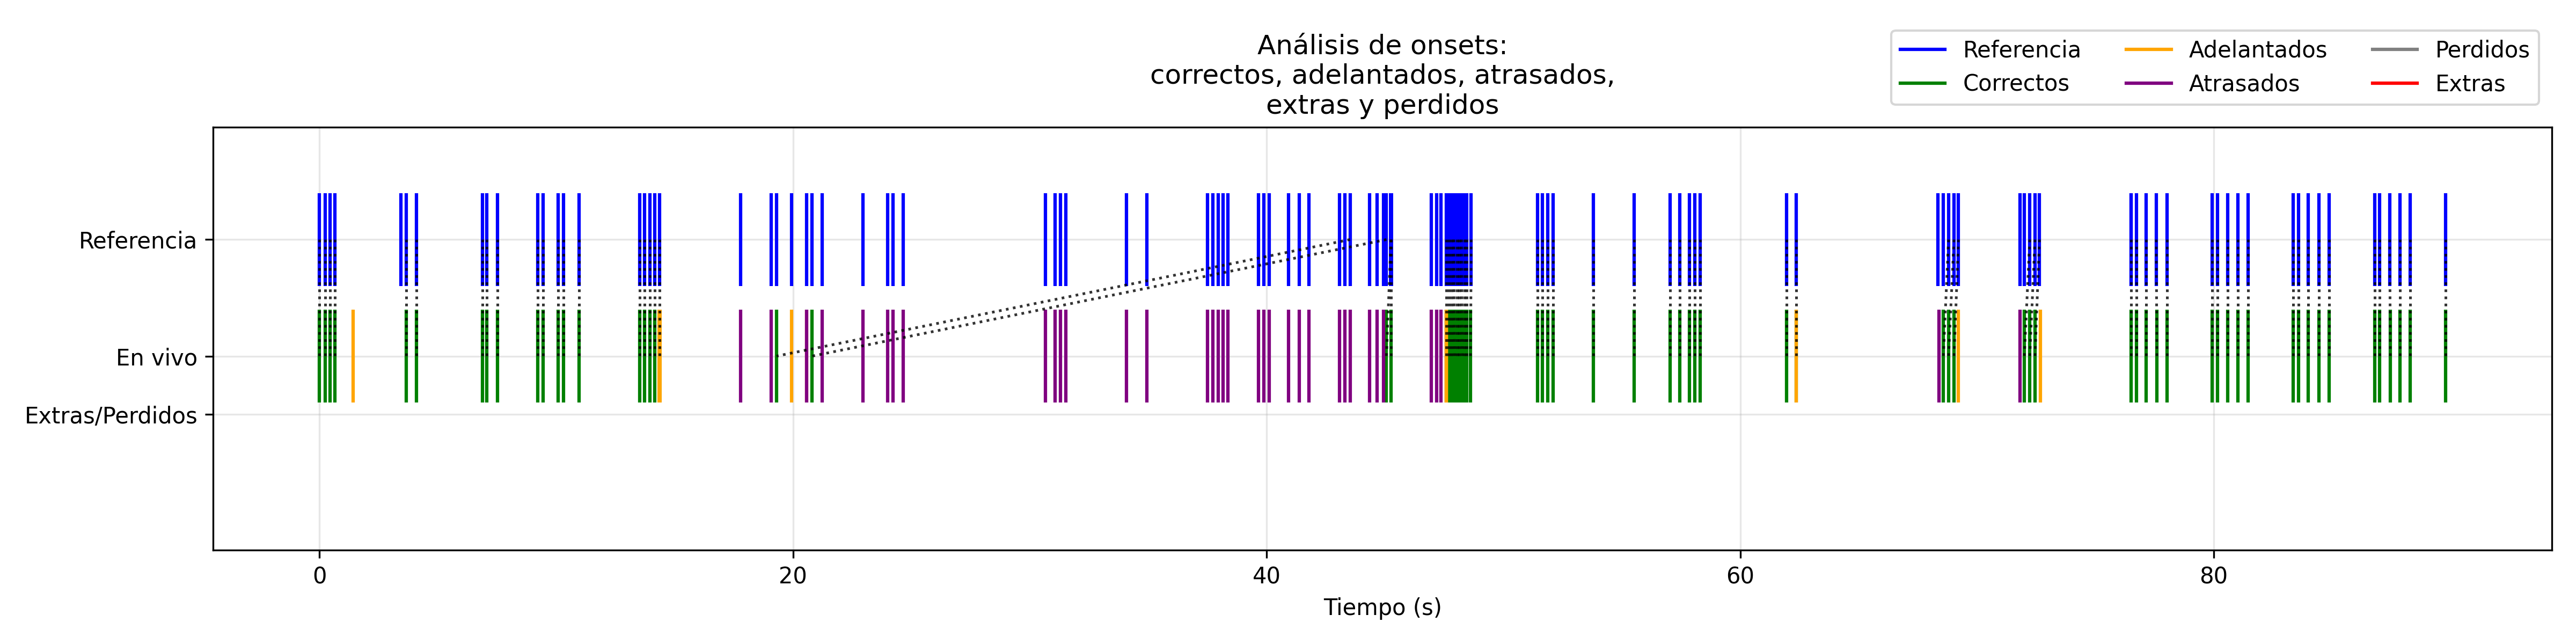 Análisis de onsets:
correctos, adelantados, atrasados,
extras y perdidos
Referencia
Adelantados
Perdidos
Correctos
Atrasados
Extras
Referencia
En vivo
Extras/Perdidos
0
20
40
60
80
Tiempo (s)